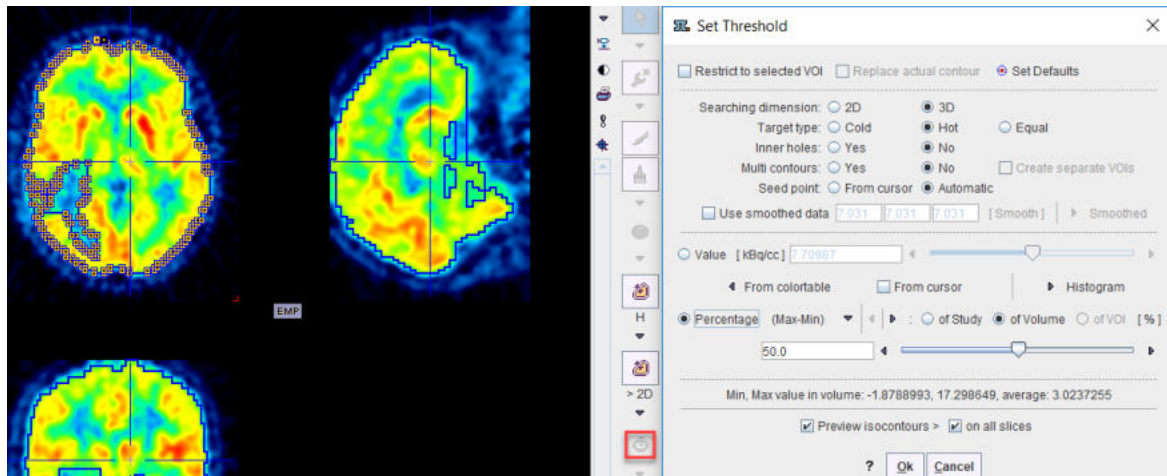 Set Threshold
Restrict to selected VOI Replace actual contour Set Defaults
Searching dimension: 2D 3D
Target type: Cold Hot Equal
Inner holes: Yes No
Multi contours: Yes No Create separate VOIs
Seed point: From cursor Automatic
Use smoothed data 7.031 7.031 7.031 [ Smooth ] Smoothed
Value [ kBq/cc ] 7.70987
From colortable From cursor Histogram
Percentage (Max-Min) : of Study of Volume of VOI [ % ]
50.0
Min, Max value in volume: -1.8788993, 17.298649, average: 3.0237255
Preview isocontours > on all slices
? Ok Cancel
EMP
H
> 2D